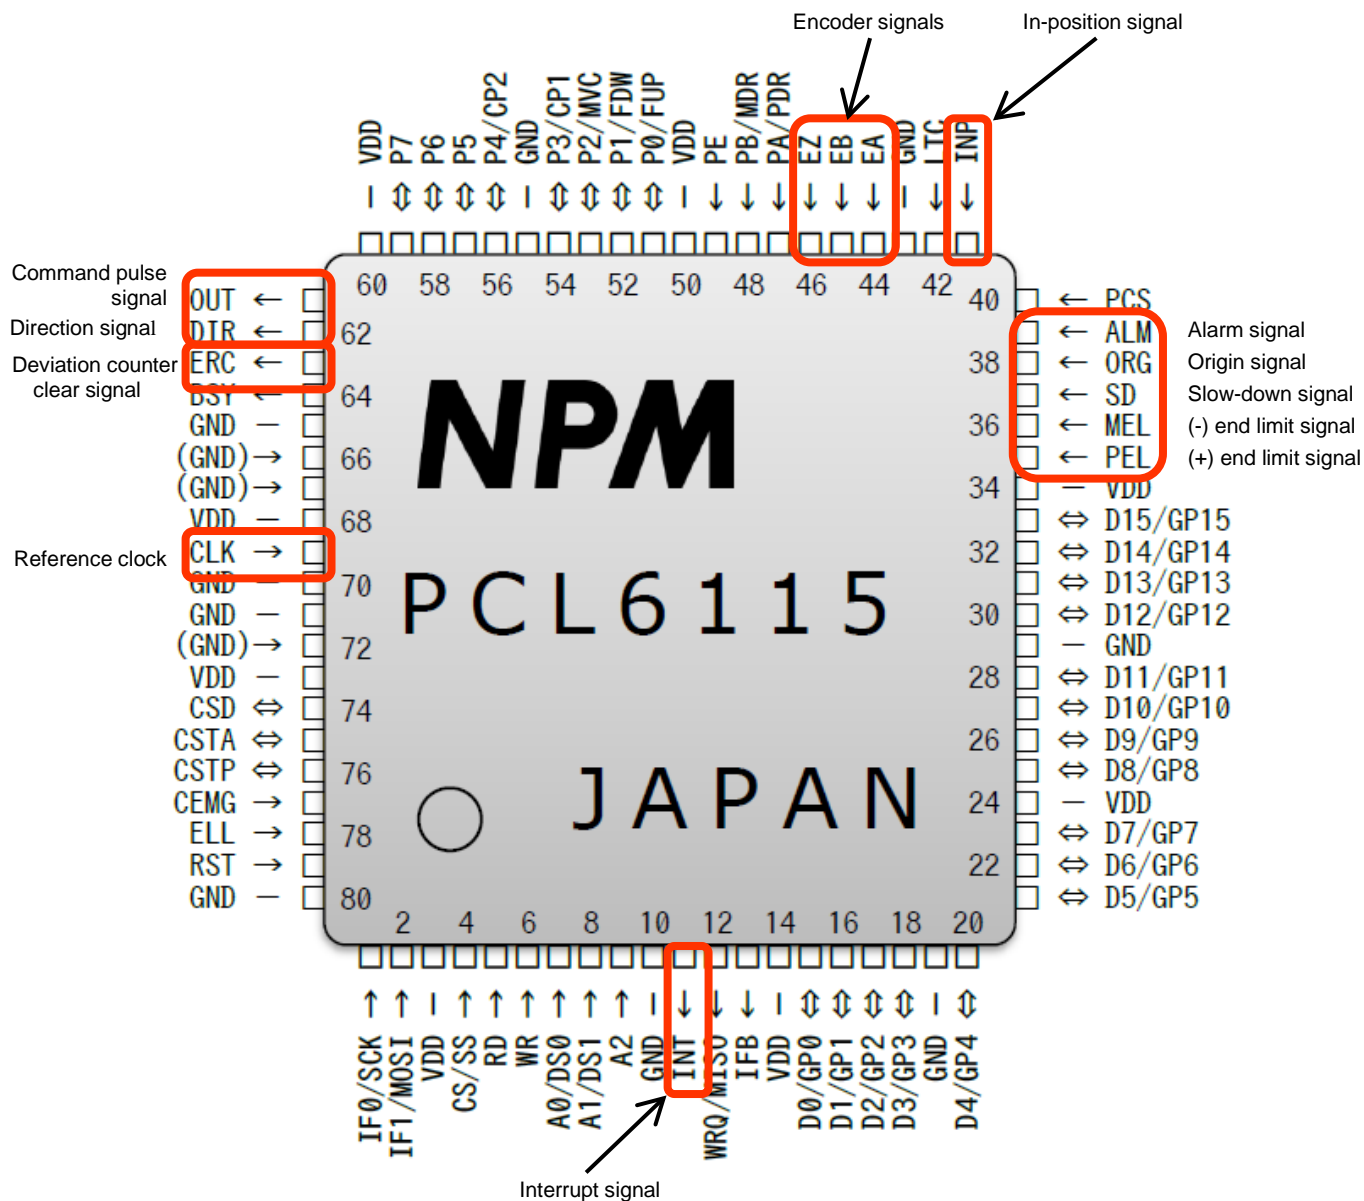 Encoder signals
In-position signal
VDD
P7
P6
P5
P4/CP2
GND
P3/CP1
P2/MVC
P1/FDW
P0/FUP
VDD
PE
PB/MDR
PA/PDR
EZ
EB
EA
GND
LTC
INP
60 58 56 54 52 50 48 46 44 42
Command pulse
signal
Direction signal
Deviation counter
clear signal
Reference clock
OUT ←
DIR ← 62
ERC ←
BSY ← 64
GND —
(GND)→ 66
(GND)→
VDD — 68
CLK →
GND — 70
GND —
(GND)→ 72
VDD —
CSD ⇔ 74
CSTA ⇔
CSTP ⇔ 76
CEMG →
ELL → 78
RST →
GND — 80
NPM
PCL6115
JAPAN
40 ← PCS
← ALM Alarm signal
38 ← ORG Origin signal
← SD Slow-down signal
36 ← MEL (-) end limit signal
← PEL (+) end limit signal
34 — VDD
⇔ D15/GP15
32 ⇔ D14/GP14
⇔ D13/GP13
30 ⇔ D12/GP12
— GND
28 ⇔ D11/GP11
⇔ D10/GP10
26 ⇔ D9/GP9
⇔ D8/GP8
24 — VDD
⇔ D7/GP7
22 ⇔ D6/GP6
⇔ D5/GP5
2 4 6 8 10 12 14 16 18 20
IF0/SCK
IF1/MOSI
VDD
CS/SS
RD
WR
A0/DS0
A1/DS1
A2
GND
INT
WRQ/MISO
IFB
VDD
D0/GP0
D1/GP1
D2/GP2
D3/GP3
GND
D4/GP4
Interrupt signal